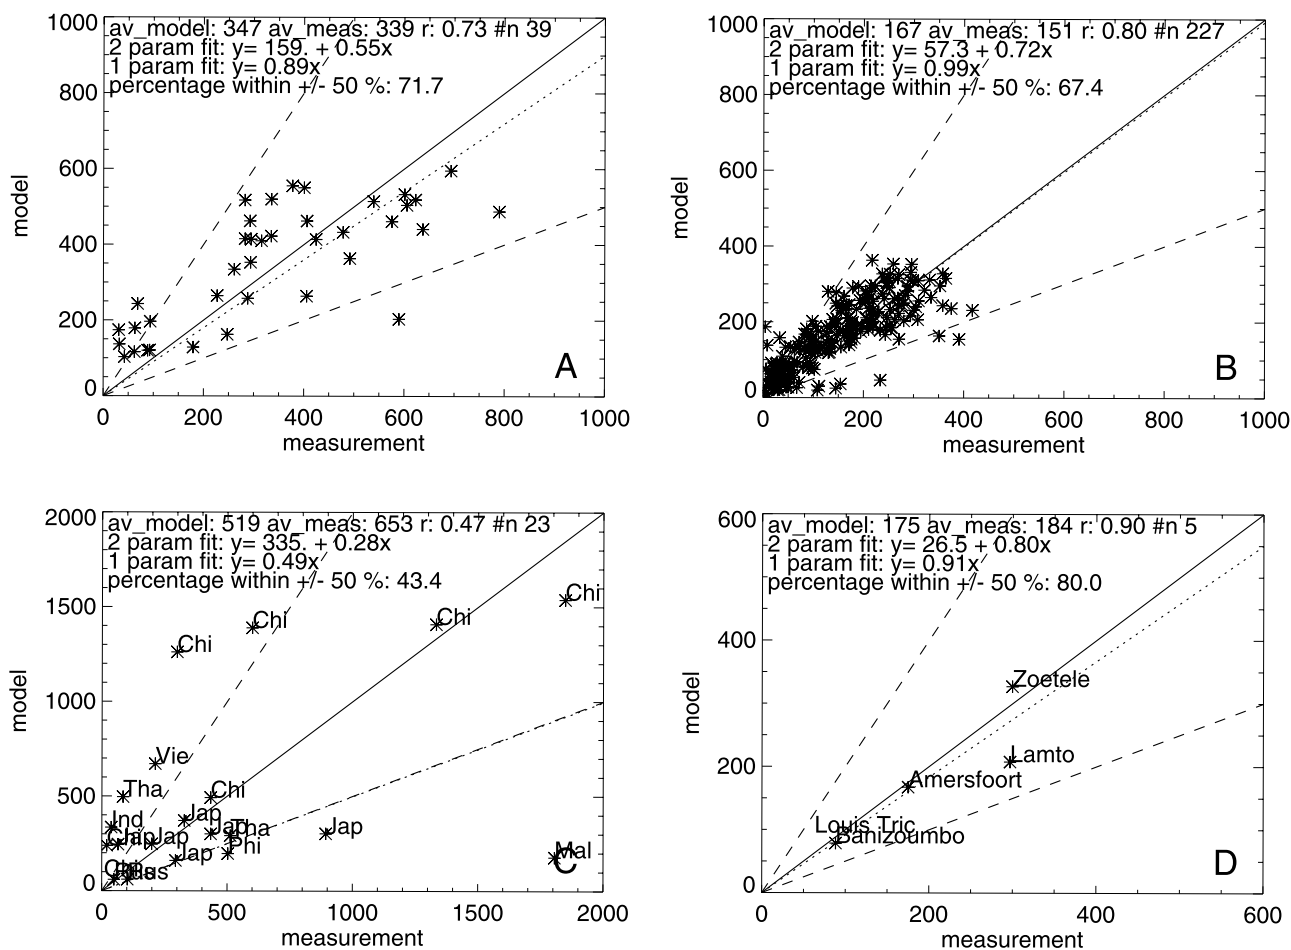 av_model: 347 av_meas: 339 r: 0.73 #n 39
2 param fit: y= 159. + 0.55x
1 param fit: y= 0.89x
percentage within +/- 50 %: 71.7
1000
800
600
400
200
0
model
A
0 200 400 600 800 1000
measurement
av_model: 167 av_meas: 151 r: 0.80 #n 227
2 param fit: y= 57.3 + 0.72x
1 param fit: y= 0.99x
percentage within +/- 50 %: 67.4
1000
800
600
400
200
0
model
B
0 200 400 600 800 1000
measurement
av_model: 519 av_meas: 653 r: 0.47 #n 23
2 param fit: y= 335. + 0.28x
1 param fit: y= 0.49x
percentage within +/- 50 %: 43.4
2000
1500
1000
500
0
model
Chi
Chi
Chi
Chi
Vie
Tha
Chi
Ind
Jap
Jap
Tha
Jap
Jap
Phi
Jap
Mal
C
0 500 1000 1500 2000
measurement
av_model: 175 av_meas: 184 r: 0.90 #n 5
2 param fit: y= 26.5 + 0.80x
1 param fit: y= 0.91x
percentage within +/- 50 %: 80.0
600
400
200
0
model
Zoetele
Lamto
Amersfoort
Louis Tric
Banizoumbo
D
0 200 400 600
measurement